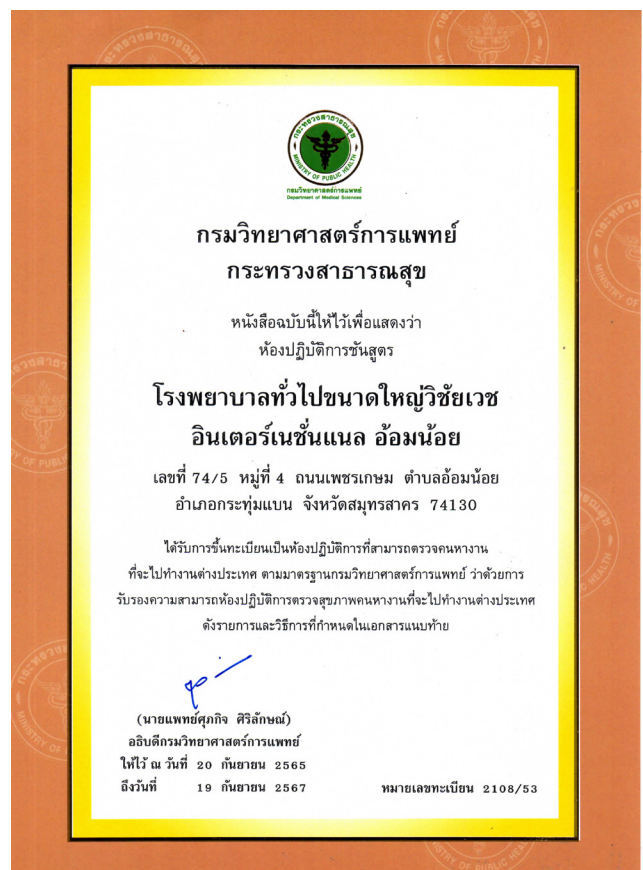 กระทรวงสาธารณสุข
MINISTRY OF PUBLIC HEALTH
กรมวิทยาศาสตร์การแพทย์
Department of Medical Sciences
กรมวิทยาศาสตร์การแพทย์
กระทรวงสาธารณสุข
หนังสือฉบับนี้ให้ไว้เพื่อแสดงว่า
ห้องปฏิบัติการชันสูตร
โรงพยาบาลทั่วไปขนาดใหญ่วิชัยเวช
อินเตอร์เนชั่นแนล อ้อมน้อย
เลขที่ 74/5 หมู่ที่ 4 ถนนเพชรเกษม ตำบลอ้อมน้อย
อำเภอกระทุ่มแบน จังหวัดสมุทรสาคร 74130
ได้รับการขึ้นทะเบียนเป็นห้องปฏิบัติการที่สามารถตรวจคนหางาน
ที่จะไปทำงานต่างประเทศ ตามมาตรฐานกรมวิทยาศาสตร์การแพทย์ ว่าด้วยการ
รับรองความสามารถห้องปฏิบัติการตรวจสุขภาพคนหางานที่จะไปทำงานต่างประเทศ
ดังรายการและวิธีการที่กำหนดในเอกสารแนบท้าย
(นายแพทย์ศุภกิจ ศิริลักษณ์)
อธิบดีกรมวิทยาศาสตร์การแพทย์
ให้ไว้ ณ วันที่ 20 กันยายน 2565
ถึงวันที่ 19 กันยายน 2567
หมายเลขทะเบียน 2108/53